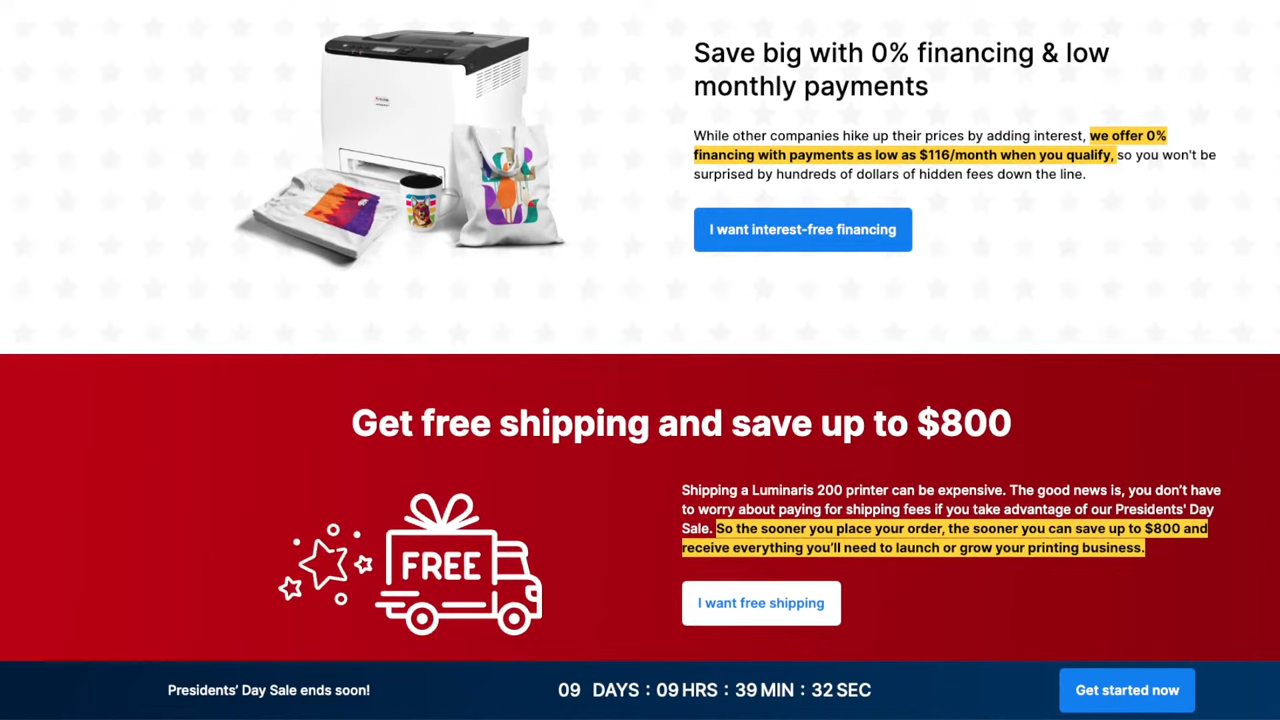 Save big with 0% financing & low
monthly payments
While other companies hike up their prices by adding interest, we offer 0%
financing with payments as low as $116/month when you qualify, so you won't be
surprised by hundreds of dollars of hidden fees down the line.
I want interest-free financing
Get free shipping and save up to $800
Shipping a Luminaris 200 printer can be expensive. The good news is, you don’t have
to worry about paying for shipping fees if you take advantage of our Presidents' Day
Sale. So the sooner you place your order, the sooner you can save up to $800 and
receive everything you’ll need to launch or grow your printing business.
FREE
I want free shipping
Presidents’ Day Sale ends soon!
09 DAYS : 09 HRS : 39 MIN : 32 SEC
Get started now